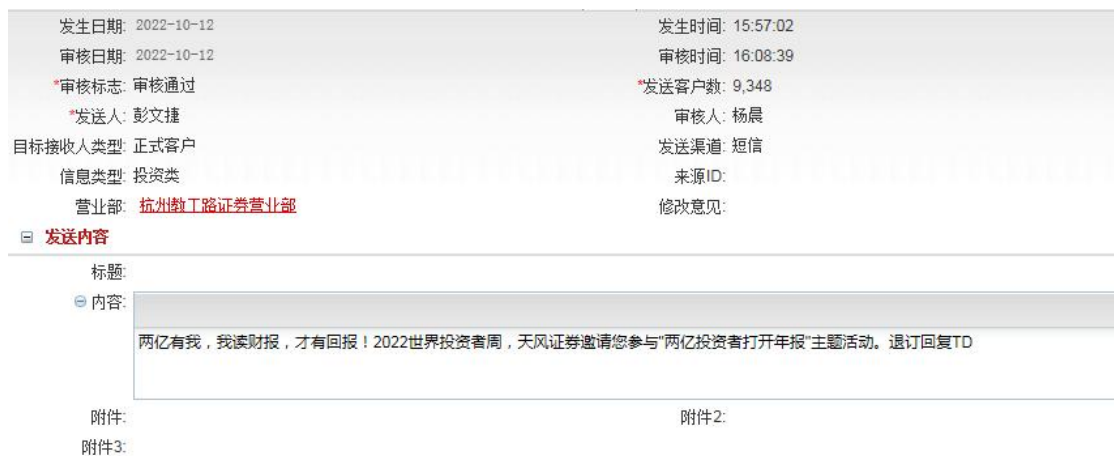 发生日期: 2022-10-12 发生时间: 15:57:02
审核日期: 2022-10-12 审核时间: 16:08:39
*审核标志: 审核通过 *发送客户数: 9,348
*发送人: 彭文捷 审核人: 杨晨
目标接收人类型: 正式客户 发送渠道: 短信
信息类型: 投资类 来源ID:
营业部: 杭州教工路证券营业部 修改意见:
发送内容
标题:
内容:
两亿有我，我读财报，才有回报！2022世界投资者周，天风证券邀请您参与"两亿投资者打开年报"主题活动。退订回复TD
附件: 附件2:
附件3: